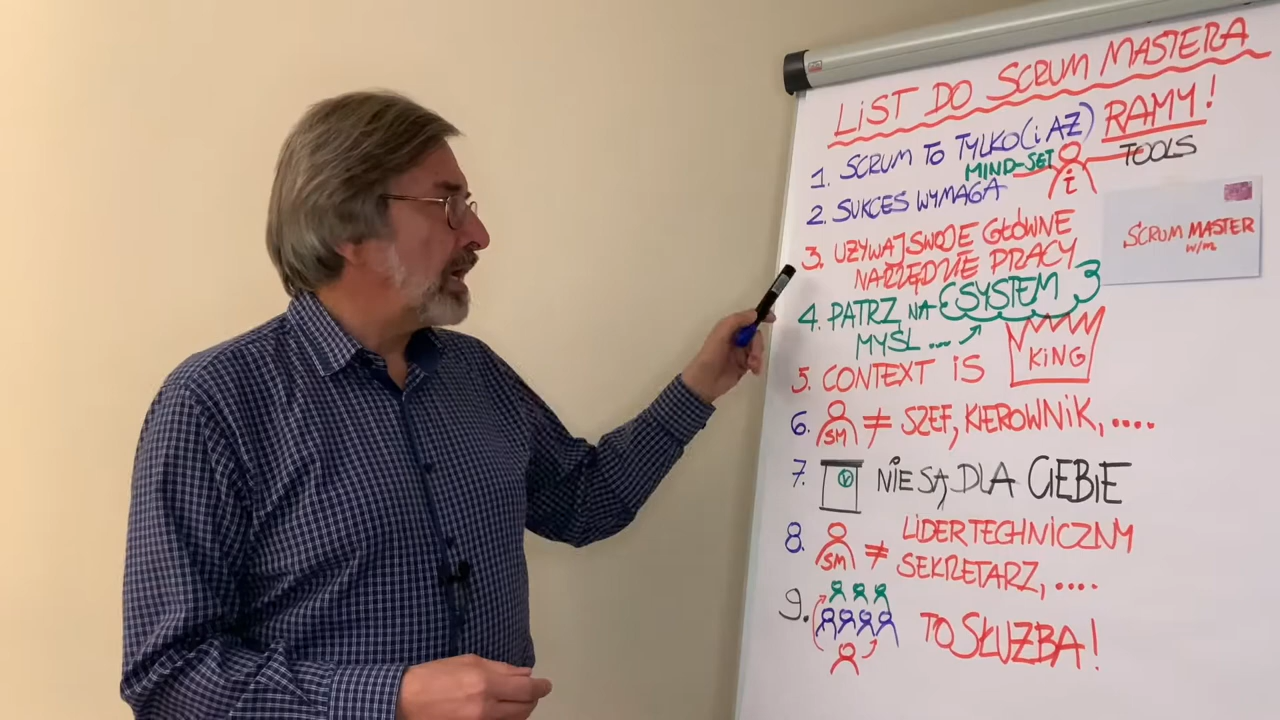 LIST DO SCRUM MASTERA
1. SCRUM TO TYLKO (i AŻ) RAMY!
2. SUKCES WYMAGA MIND-SET i TOOLS
3. UŻYWAJ SWOJE GŁÓWNE
NARZĘDZIE PRACY
SCRUM MASTER
w/m
4. PATRZ NA SYSTEM
MYŚL ...
5. CONTEXT IS KING
6. SM ≠ SZEF, KIEROWNIK, ....
7. V NIE SĄ DLA CIEBIE
8. SM ≠ LIDER TECHNICZNY
SEKRETARZ, ....
9. TO SŁUŻBA!